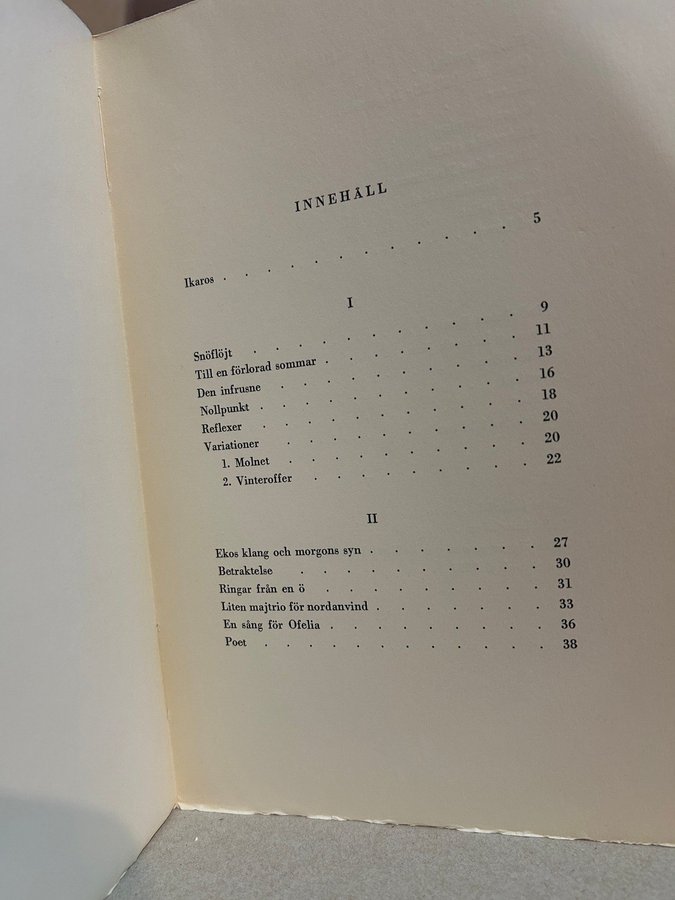 INNEHÅLL
Ikaros . . . . . . . . . . . 5
I
Snöflöjt . . . . . . . . . 9
Till en förlorad sommar . . . . . . 11
Den infrusne . . . . . . . . 13
Nollpunkt . . . . . . . . . 16
Reflexer . . . . . . . . . 18
Variationer . . . . . . . . 20
1. Molnet . . . . . . . . 20
2. Vinteroffer . . . . . . . 22
II
Ekos klang och morgons syn . . . . . . 27
Betraktelse . . . . . . . . 30
Ringar från en ö . . . . . . . 31
Liten majtrio för nordanvind . . . . . 33
En sång för Ofelia . . . . . . . 36
Poet . . . . . . . . . . 38